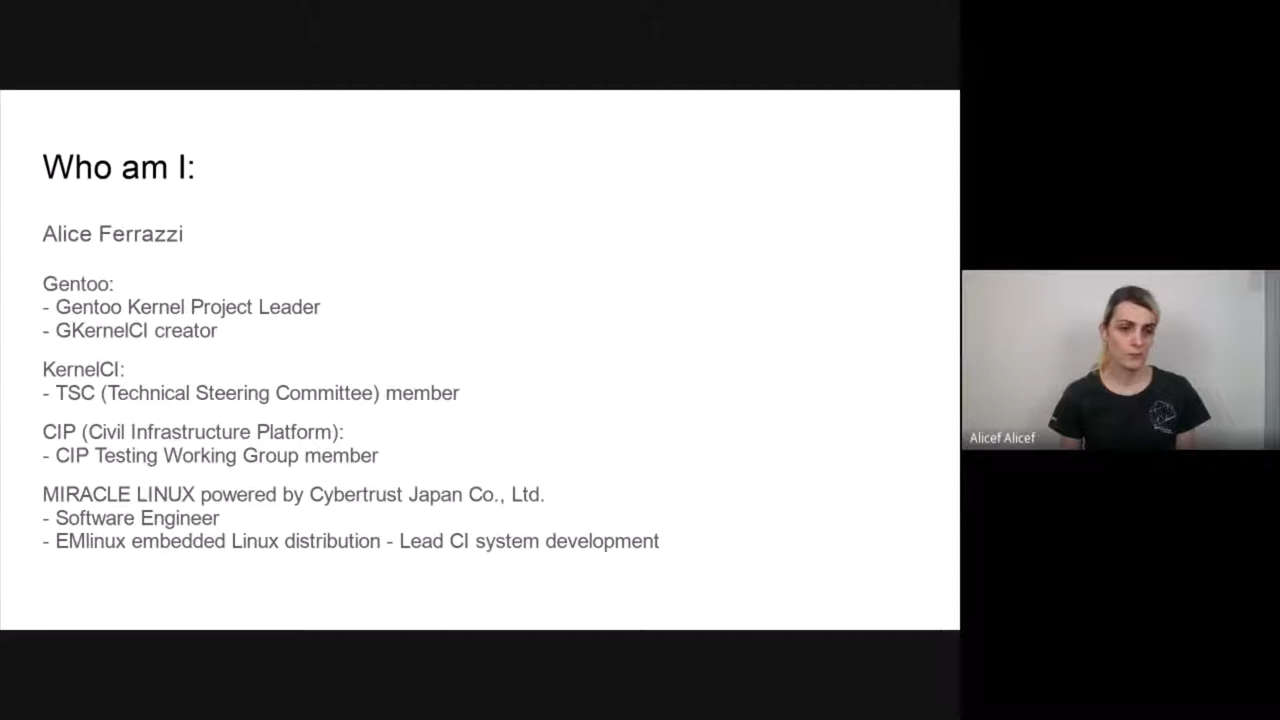 Who am I:
Alice Ferrazzi
Gentoo:
- Gentoo Kernel Project Leader
- GKernelCI creator
KernelCI:
- TSC (Technical Steering Committee) member
CIP (Civil Infrastructure Platform):
- CIP Testing Working Group member
MIRACLE LINUX powered by Cybertrust Japan Co., Ltd.
- Software Engineer
- EMlinux embedded Linux distribution - Lead CI system development
Alicef Alicef